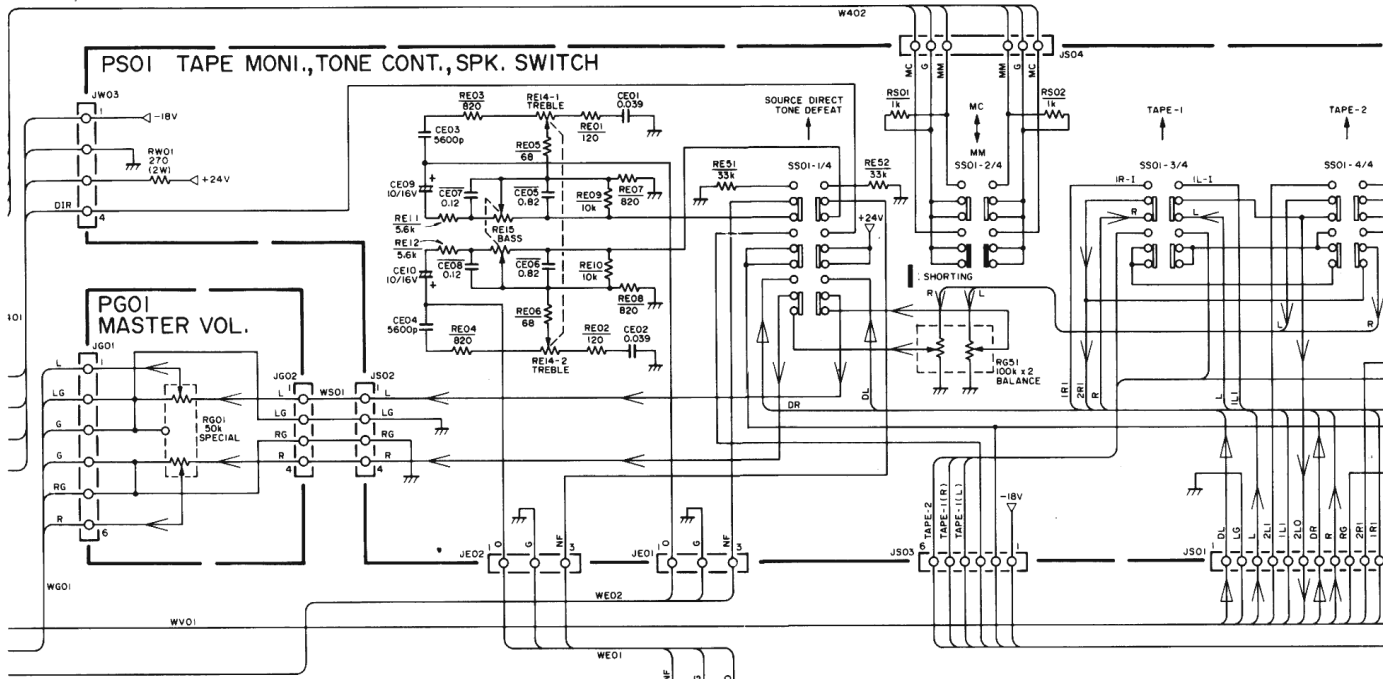 W402
PS01 TAPE MONI.,TONE CONT.,SPK. SWITCH
JS04
MC
G
MM
MM
G
MC
JW03
1
-18V
RW01
270
(2W)
+24V
DIR
4
RE03
820
RE14-1
TREBLE
CE01
0.039
RE01
120
CE03
5600p
RE05
68
CE09
10/16V
+
CE07
0.12
CE05
0.82
RE09
10k
RE07
820
RE11
5.6k
RE15
BASS
RE12
5.6k
CE08
0.12
CE06
0.82
RE10
10k
CE10
10/16V
+
RE08
820
RE06
68
CE04
5600p
RE04
820
RE02
120
CE02
0.039
RE14-2
TREBLE
SOURCE DIRECT
TONE DEFEAT
RE51
33k
SS01-1/4
RE52
33k
+24V
RS01
1k
MC
MM
RS02
1k
SS01-2/4
: SHORTING
R
L
RG51
100k x 2
BALANCE
TAPE-1
SS01-3/4
1R-I
1L-I
R
L
TAPE-2
SS01-4/4
L
R
DR
DL
1R1
2R1
R
L
1L1
PG01
MASTER VOL.
401
JG01
1
L
LG
G
G
RG
R
6
RG01
50k
SPECIAL
JG02
1
L
LG
RG
R
4
WS01
JS02
1
L
LG
RG
R
4
WG01
JE02
1
O
G
NF
3
JE01
1
O
G
NF
3
JS03
6
TAPE-2
TAPE-1(R)
TAPE-1(L)
-18V
1
JS01
1
DL
LG
L
2L1
1L1
2LO
DR
R
RG
2R1
1R1
WE02
WV01
WE01
NF
G
O